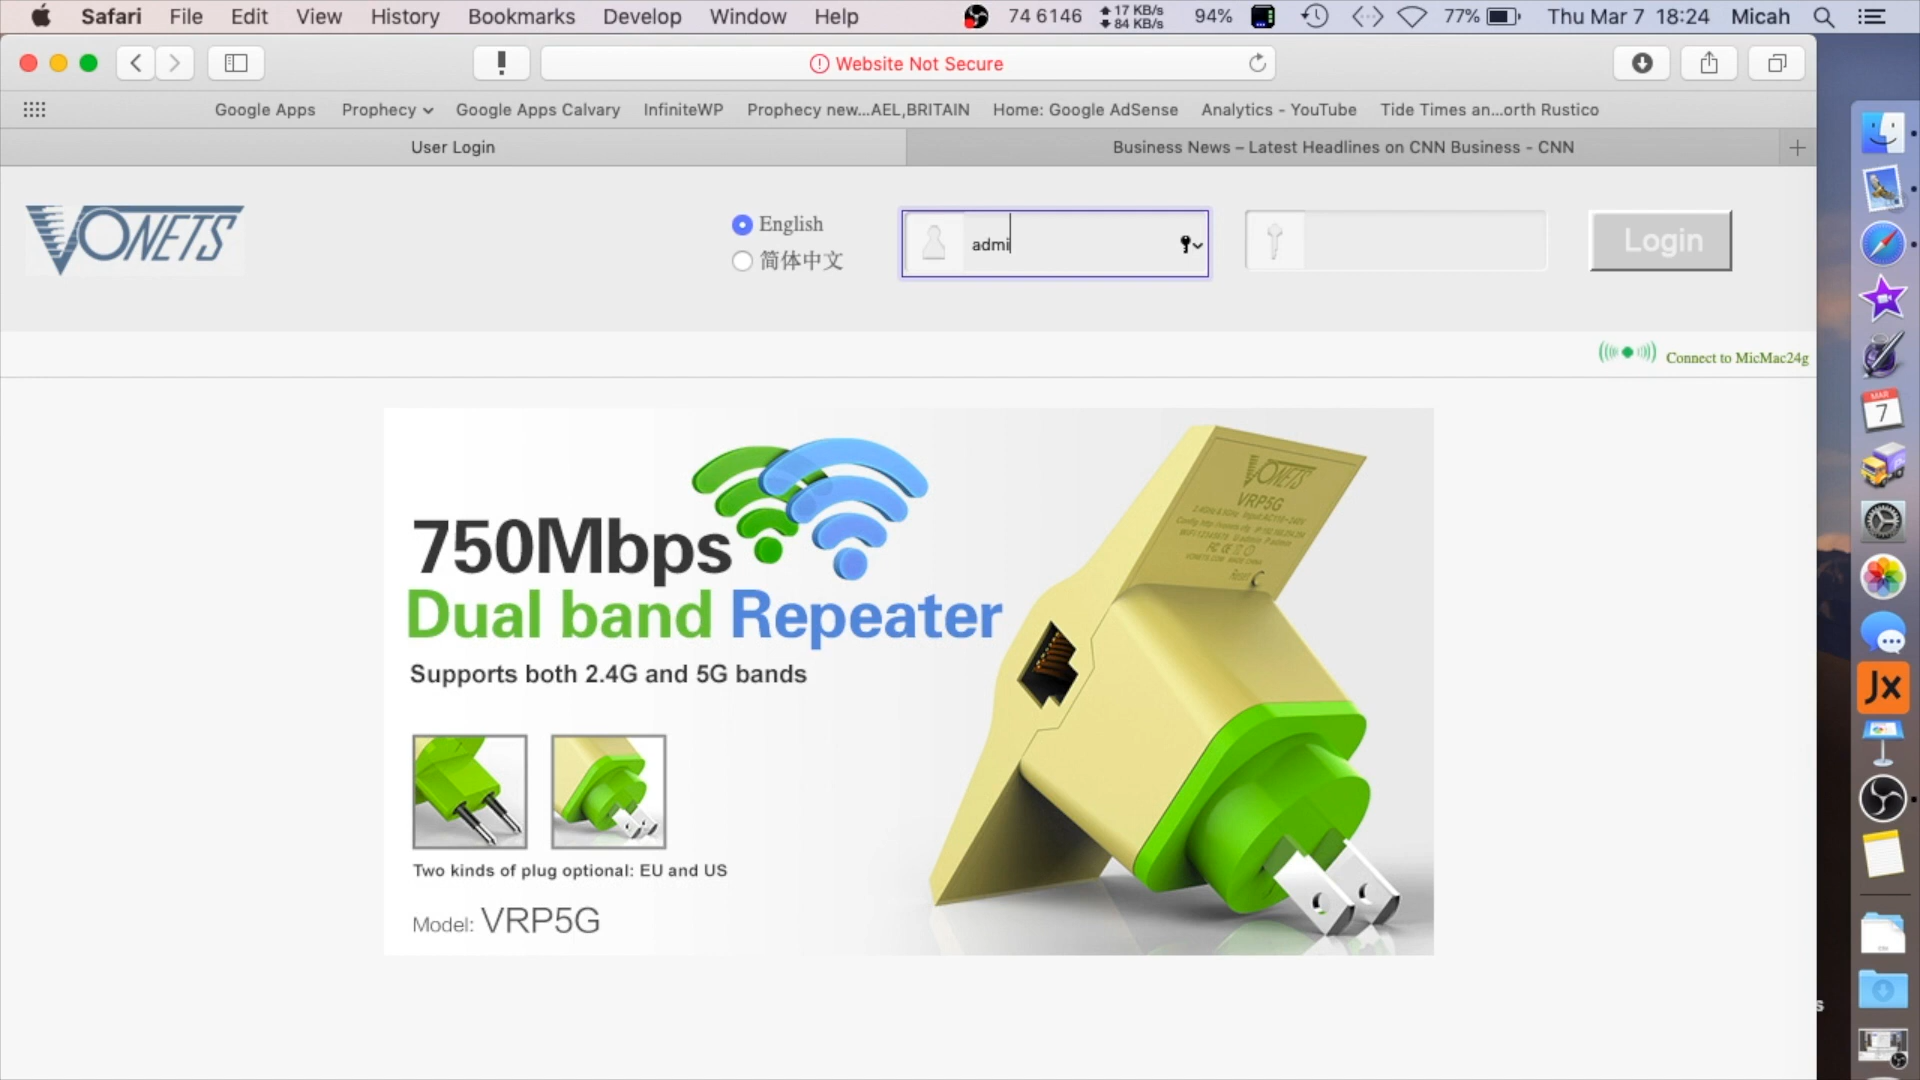 Safari File Edit View History Bookmarks Develop Window Help 74 6146 17 KB/s 84 KB/s 94% 77% Thu Mar 7 18:24 Micah
Website Not Secure
Google Apps Prophecy Google Apps Calvary InfiniteWP Prophecy new...AEL,BRITAIN Home: Google AdSense Analytics - YouTube Tide Times an...orth Rustico
User Login Business News – Latest Headlines on CNN Business - CNN
VONETS
English
简体中文
admi
Login
Connect to MicMac24g
MAR
7
750Mbps
Dual band Repeater
Supports both 2.4G and 5G bands
VONETS
VRP5G
Reset
Jx
Two kinds of plug optional: EU and US
Model: VRP5G
s